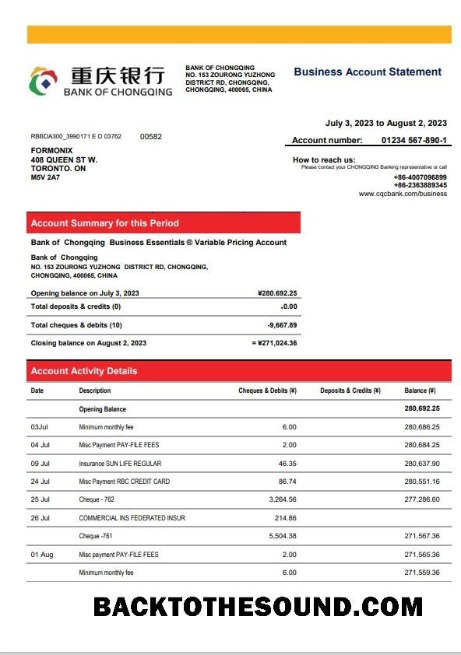 重庆银行
BANK OF CHONGQING
BANK OF CHONGQING
NO. 153 ZOURONG YUZHONG
DISTRICT RD, CHONGQING,
CHONGQING, 400065, CHINA
Business Account Statement
July 3, 2023 to August 2, 2023
RBBDA300_3990171 E D 03762 00582
Account number: 01234 567-890-1
FORMONIX
408 QUEEN ST W.
TORONTO. ON
M5V 2A7
How to reach us:
Please contact your CHONGQING Banking representative or call
+86-4007096899
+86-2363889345
www.cqcbank.com/business
Account Summary for this Period
Bank of Chongqing Business Essentials ® Variable Pricing Account
Bank of Chongqing
NO. 153 ZOURONG YUZHONG DISTRICT RD, CHONGQING,
CHONGQING, 400065, CHINA
Opening balance on July 3, 2023 ¥280.692.25
Total deposits & credits (0) .0.00
Total cheques & debits (10) -9,667.89
Closing balance on August 2, 2023 = ¥271,024.36
Account Activity Details
Date Description Cheques & Debits (¥) Deposits & Credits (¥) Balance (¥)
Opening Balance 280,692.25
03Jul Minimum monthly fee 6.00 280,686.25
04 Jul Misc Payment PAY-FILE FEES 2.00 280,684.25
09 Jul Insurance SUN LIFE REGULAR 46.35 280,637.90
24 Jul Misc Payment RBC CREDIT CARD 86.74 280,551.16
25 Jul Cheque - 762 3,264.56 277,286.60
26 Jul COMMERCIAL INS FEDERATED INSUR 214.86
Cheque -761 5,504.38 271,567.36
01 Aug Misc payment PAY-FILE FEES 2.00 271,565.36
Minimum monthly fee 6.00 271,559.36
BACKTOTHESOUND.COM